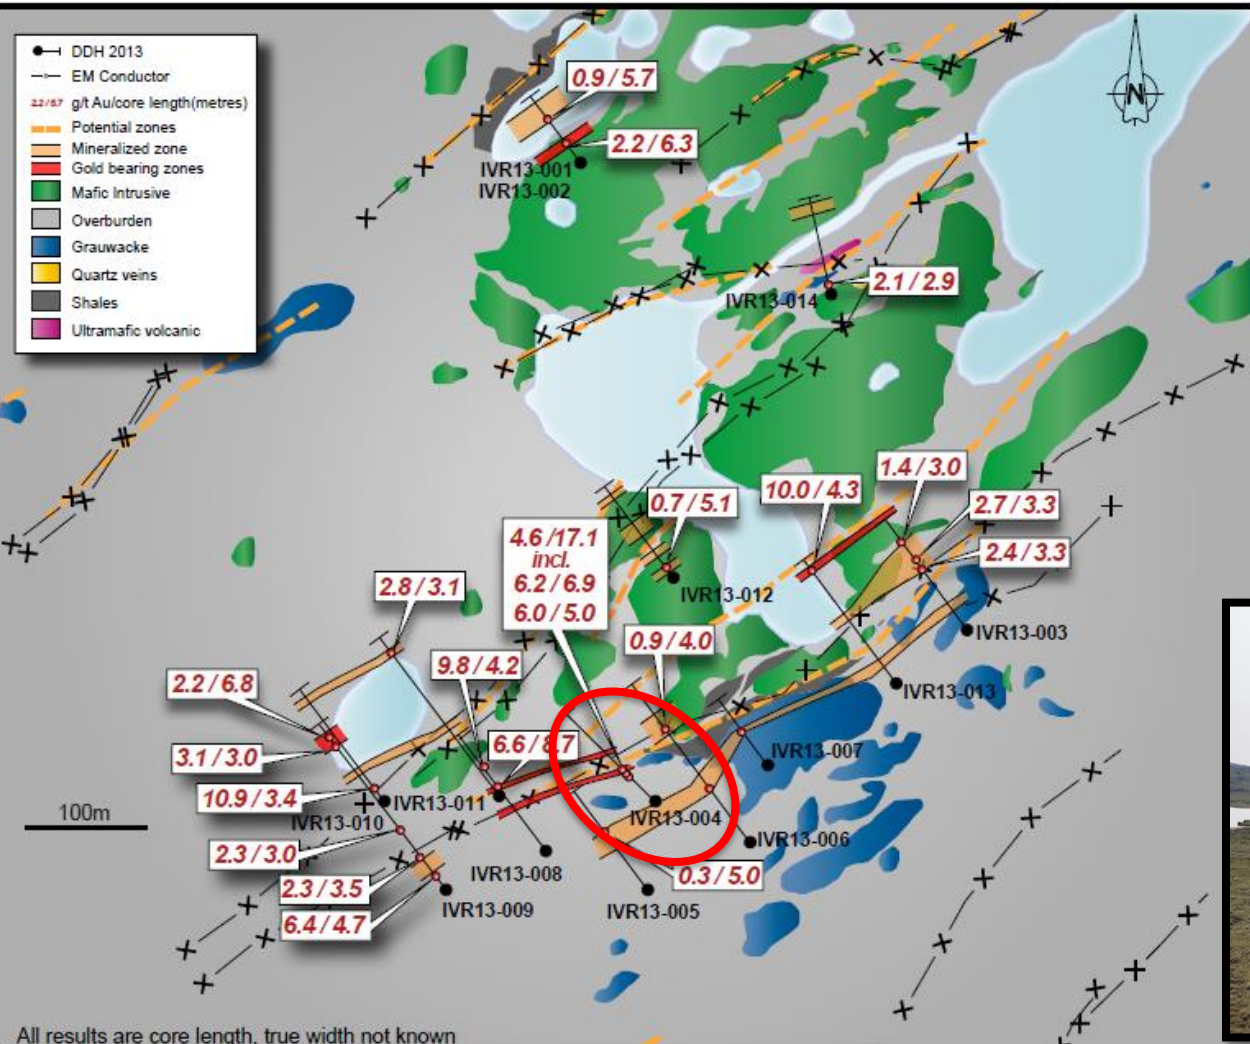 DDH 2013
EM Conductor
2.2 / 6.7 g/t Au/core length(metres)
Potential zones
Mineralized zone
Gold bearing zones
Mafic Intrusive
Overburden
Grauwacke
Quartz veins
Shales
Ultramafic volcanic
N
0.9 / 5.7
2.2 / 6.3
IVR13-001
IVR13-002
2.1 / 2.9
IVR13-014
1.4 / 3.0
10.0 / 4.3
0.7 / 5.1
2.7 / 3.3
4.6 /17.1
incl.
6.2 / 6.9
6.0 / 5.0
2.4 / 3.3
2.8 / 3.1
IVR13-012
IVR13-003
0.9 / 4.0
9.8 / 4.2
2.2 / 6.8
IVR13-013
6.6 / 8.7
3.1 / 3.0
IVR13-007
10.9 / 3.4
IVR13-011
IVR13-010
IVR13-004
100m
IVR13-006
2.3 / 3.0
IVR13-008
0.3 / 5.0
2.3 / 3.5
IVR13-009
IVR13-005
6.4 / 4.7
All results are core length, true width not known